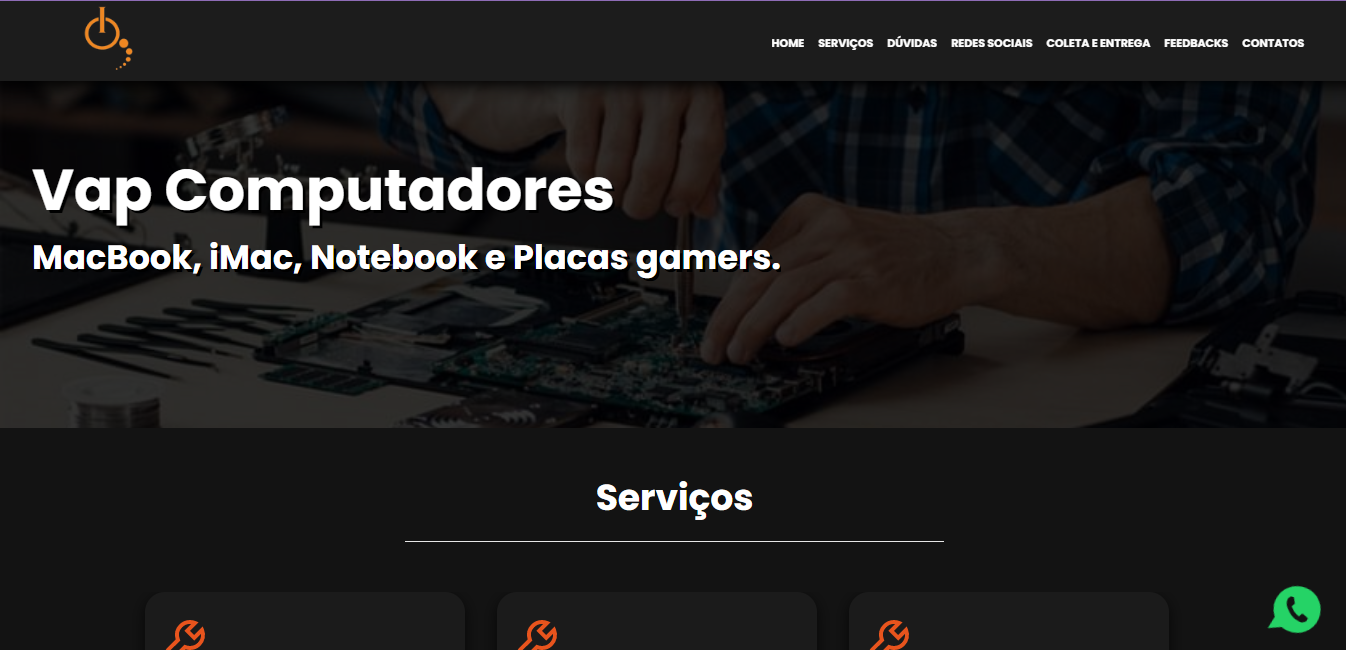 HOME SERVIÇOS DÚVIDAS REDES SOCIAIS COLETA E ENTREGA FEEDBACKS CONTATOS
Vap Computadores
MacBook, iMac, Notebook e Placas gamers.
Serviços